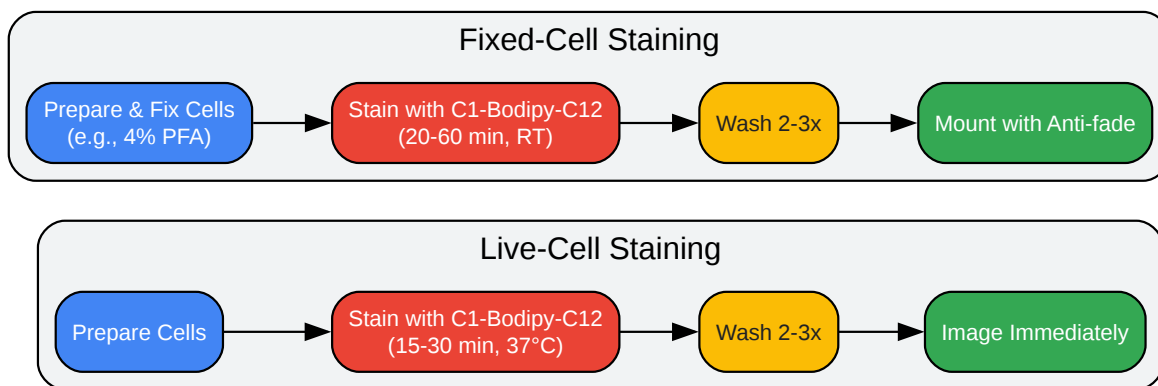 Fixed-Cell Staining
Prepare & Fix Cells
(e.g., 4% PFA)
Stain with C1-Bodipy-C12
(20-60 min, RT)
Wash 2-3x
Mount with Anti-fade
Live-Cell Staining
Prepare Cells
Stain with C1-Bodipy-C12
(15-30 min, 37°C)
Wash 2-3x
Image Immediately